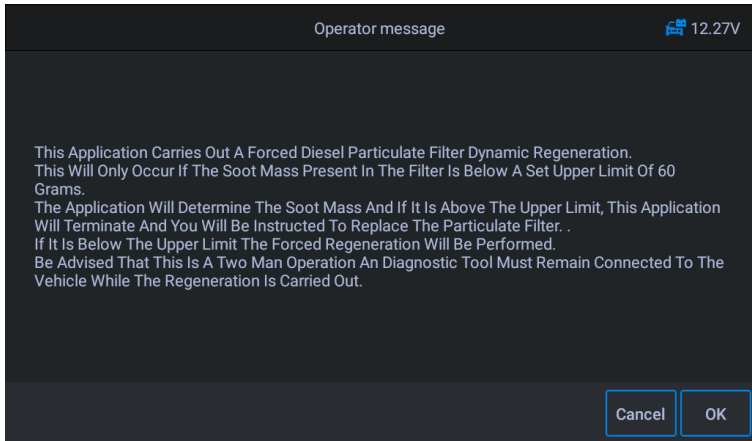 Operator message
12.27V
This Application Carries Out A Forced Diesel Particulate Filter Dynamic Regeneration.
This Will Only Occur If The Soot Mass Present In The Filter Is Below A Set Upper Limit Of 60
Grams.
The Application Will Determine The Soot Mass And If It Is Above The Upper Limit, This Application
Will Terminate And You Will Be Instructed To Replace The Particulate Filter. .
If It Is Below The Upper Limit The Forced Regeneration Will Be Performed.
Be Advised That This Is A Two Man Operation An Diagnostic Tool Must Remain Connected To The
Vehicle While The Regeneration Is Carried Out.
Cancel
OK